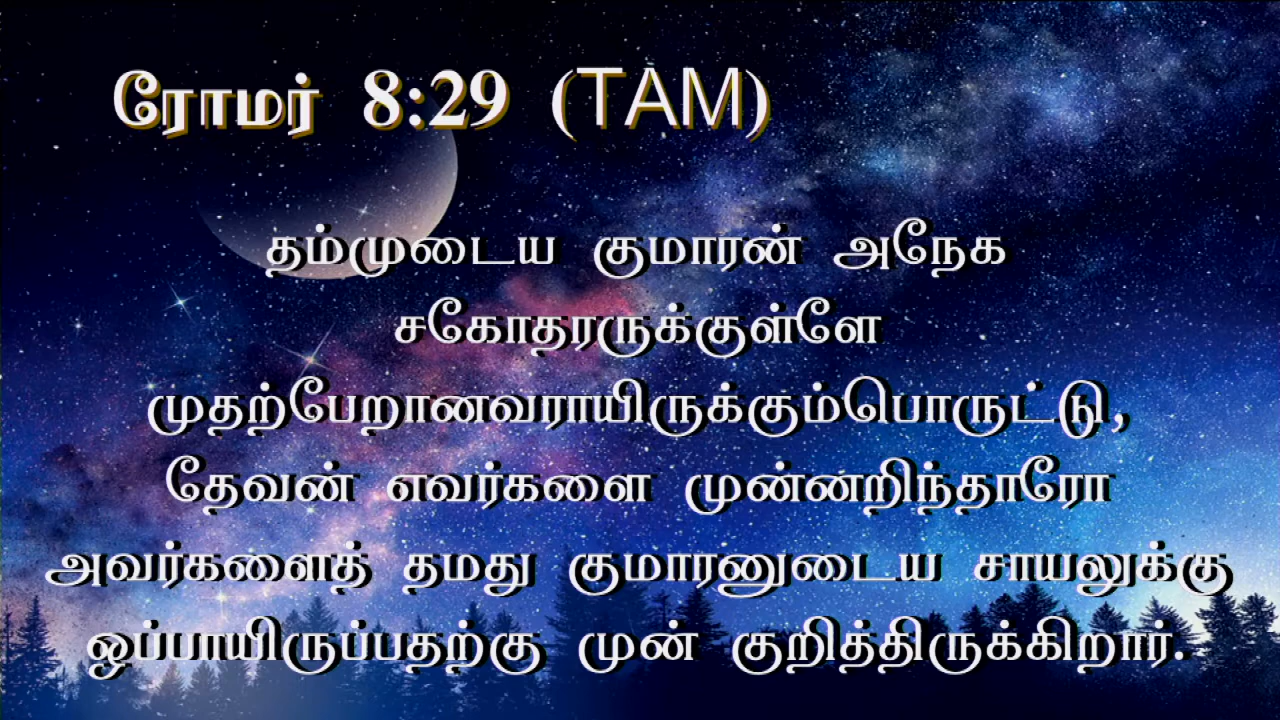 ரோமர் 8:29 (TAM)
தம்முடைய குமாரன் அநேக
சகோதரருக்குள்ளே
முதற்பேறானவராயிருக்கும்பொருட்டு,
தேவன் எவர்களை முன்னறிந்தாரோ
அவர்களைத் தமது குமாரனுடைய சாயலுக்கு
ஒப்பாயிருப்பதற்கு முன் குறித்திருக்கிறார்.